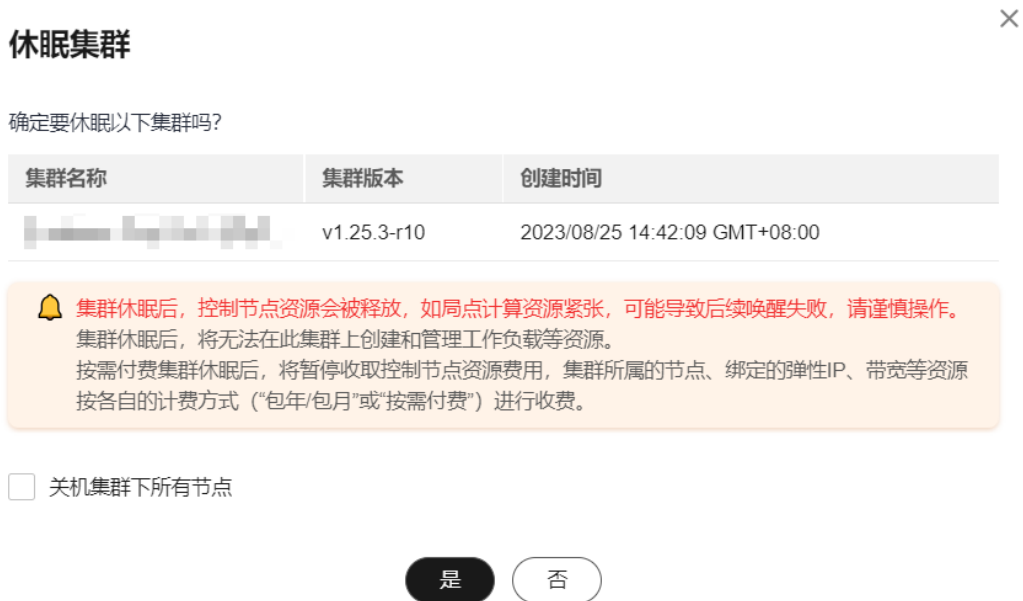 休眠集群
确定要休眠以下集群吗?
集群名称 集群版本 创建时间
v1.25.3-r10 2023/08/25 14:42:09 GMT+08:00
集群休眠后，控制节点资源会被释放，如局点计算资源紧张，可能导致后续唤醒失败，请谨慎操作。
集群休眠后，将无法在此集群上创建和管理工作负载等资源。
按需付费集群休眠后，将暂停收取控制节点资源费用，集群所属的节点、绑定的弹性IP、带宽等资源
按各自的计费方式（“包年/包月”或“按需付费”）进行收费。
关机集群下所有节点
是 否